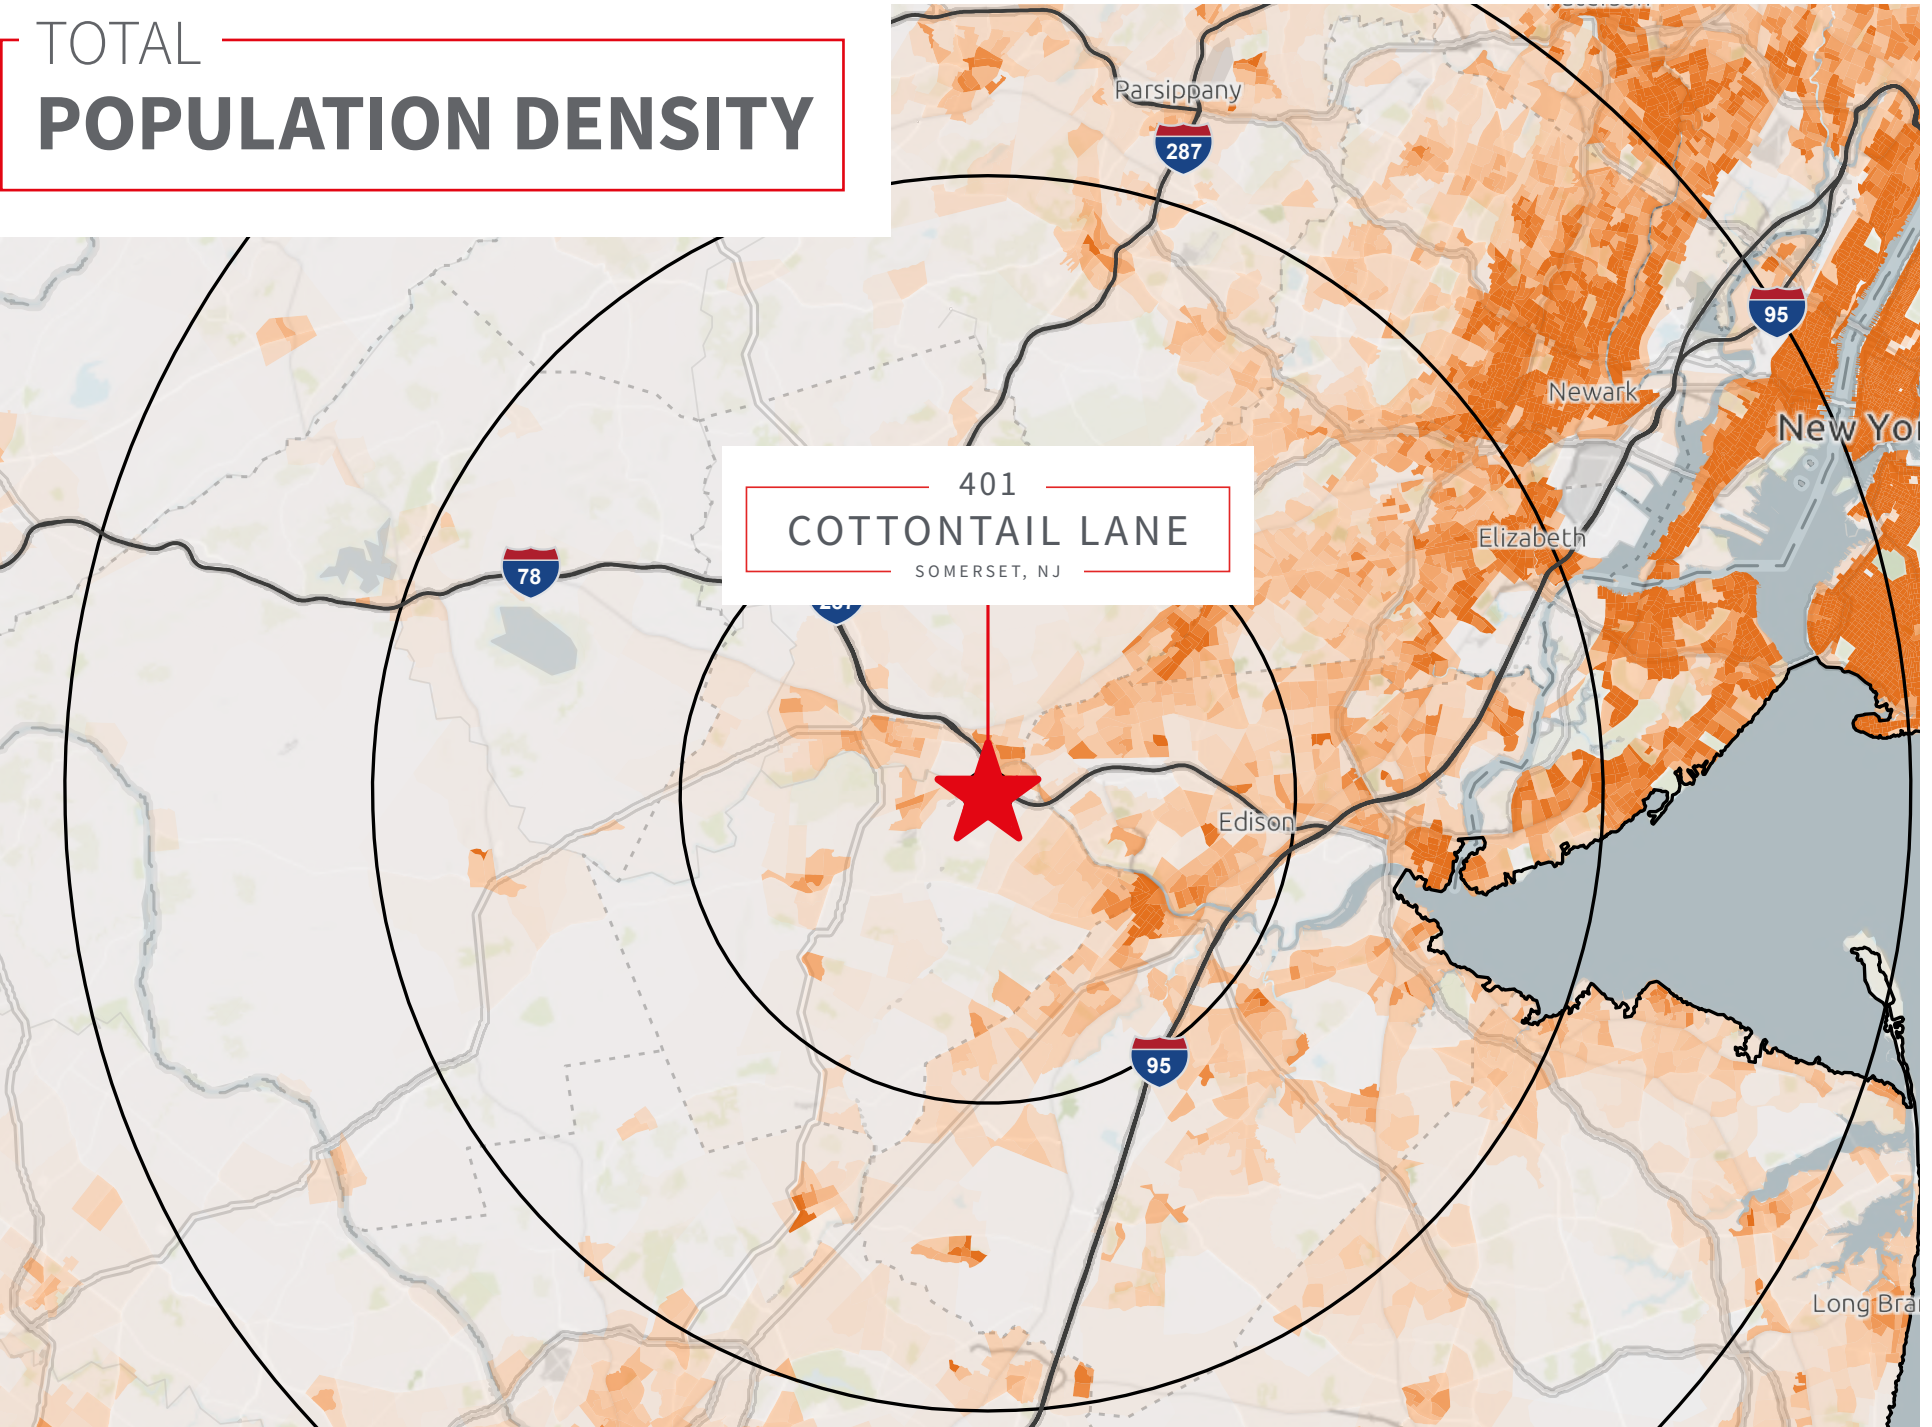 TOTAL
POPULATION DENSITY
Parsippany
287
95
Newark
New Yor
401
COTTONTAIL LANE
SOMERSET, NJ
Elizabeth
78
Edison
95
Long Bra